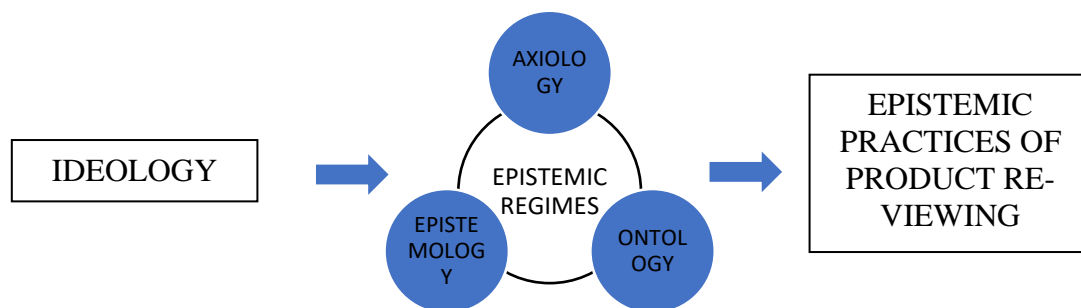 IDEOLOGY
AXIOLO
GY
EPISTEMIC
REGIMES
EPISTE
MOLOG
Y
ONTOL
OGY
EPISTEMIC
PRACTICES OF
PRODUCT RE-
VIEWING